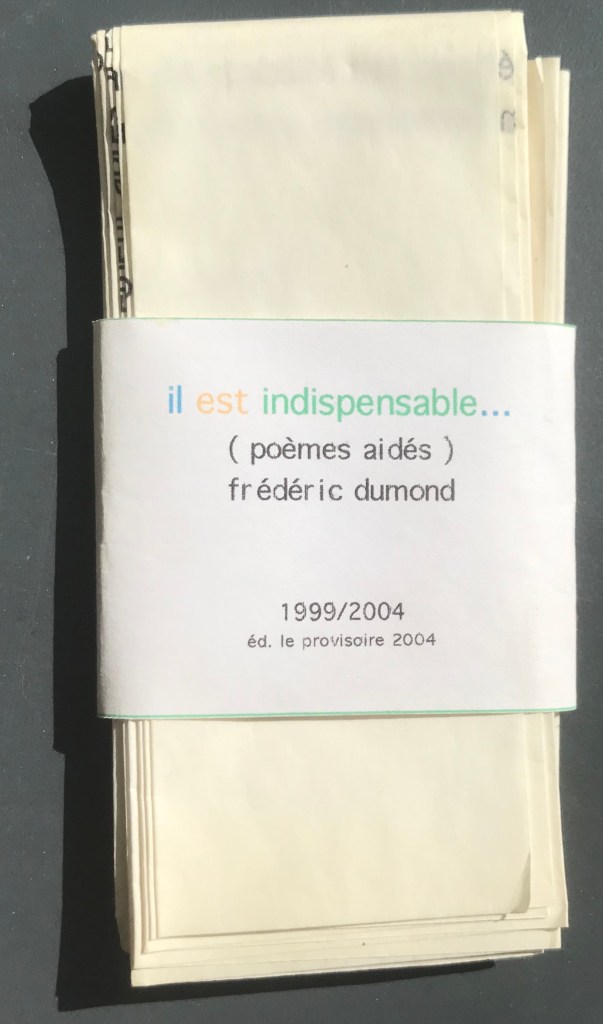 il est indispensable...
( poèmes aidés )
frédéric dumond
1999/2004
éd. le provisoire 2004